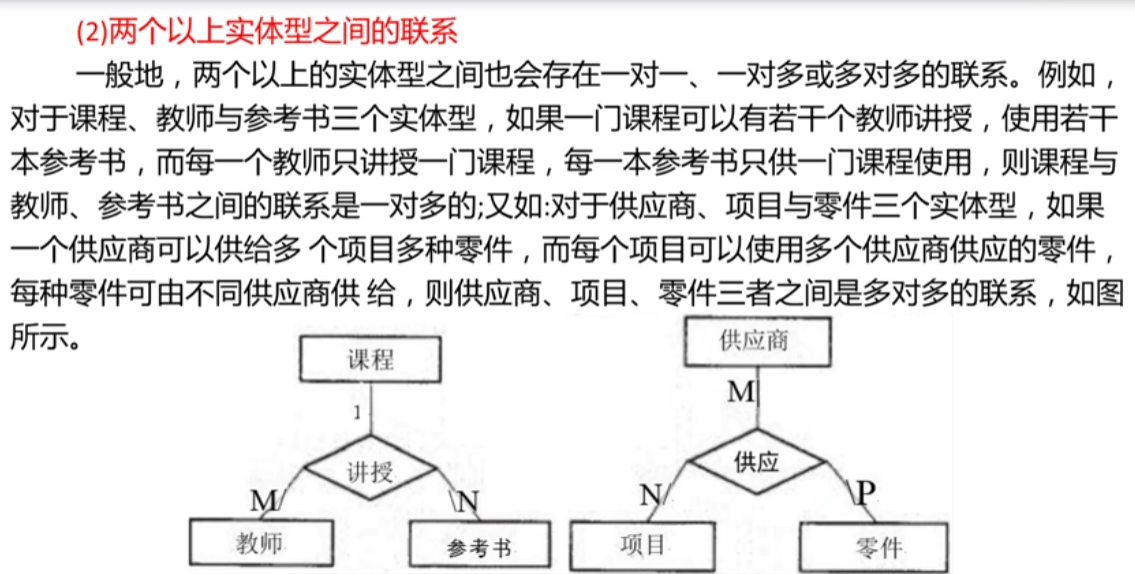 (2)两个以上实体型之间的联系
一般地，两个以上的实体型之间也会存在一对一、一对多或多对多的联系。例如，
对于课程、教师与参考书三个实体型，如果一门课程可以有若干个教师讲授，使用若干
本参考书，而每一个教师只讲授一门课程，每一本参考书只供一门课程使用，则课程与
教师、参考书之间的联系是一对多的;又如:对于供应商、项目与零件三个实体型，如果
一个供应商可以供给多 个项目多种零件，而每个项目可以使用多个供应商供应的零件，
每种零件可由不同供应商供 给，则供应商、项目、零件三者之间是多对多的联系，如图
所示。
课程
1
讲授
M
N
教师
参考书
供应商
M
供应
N
P
项目
零件